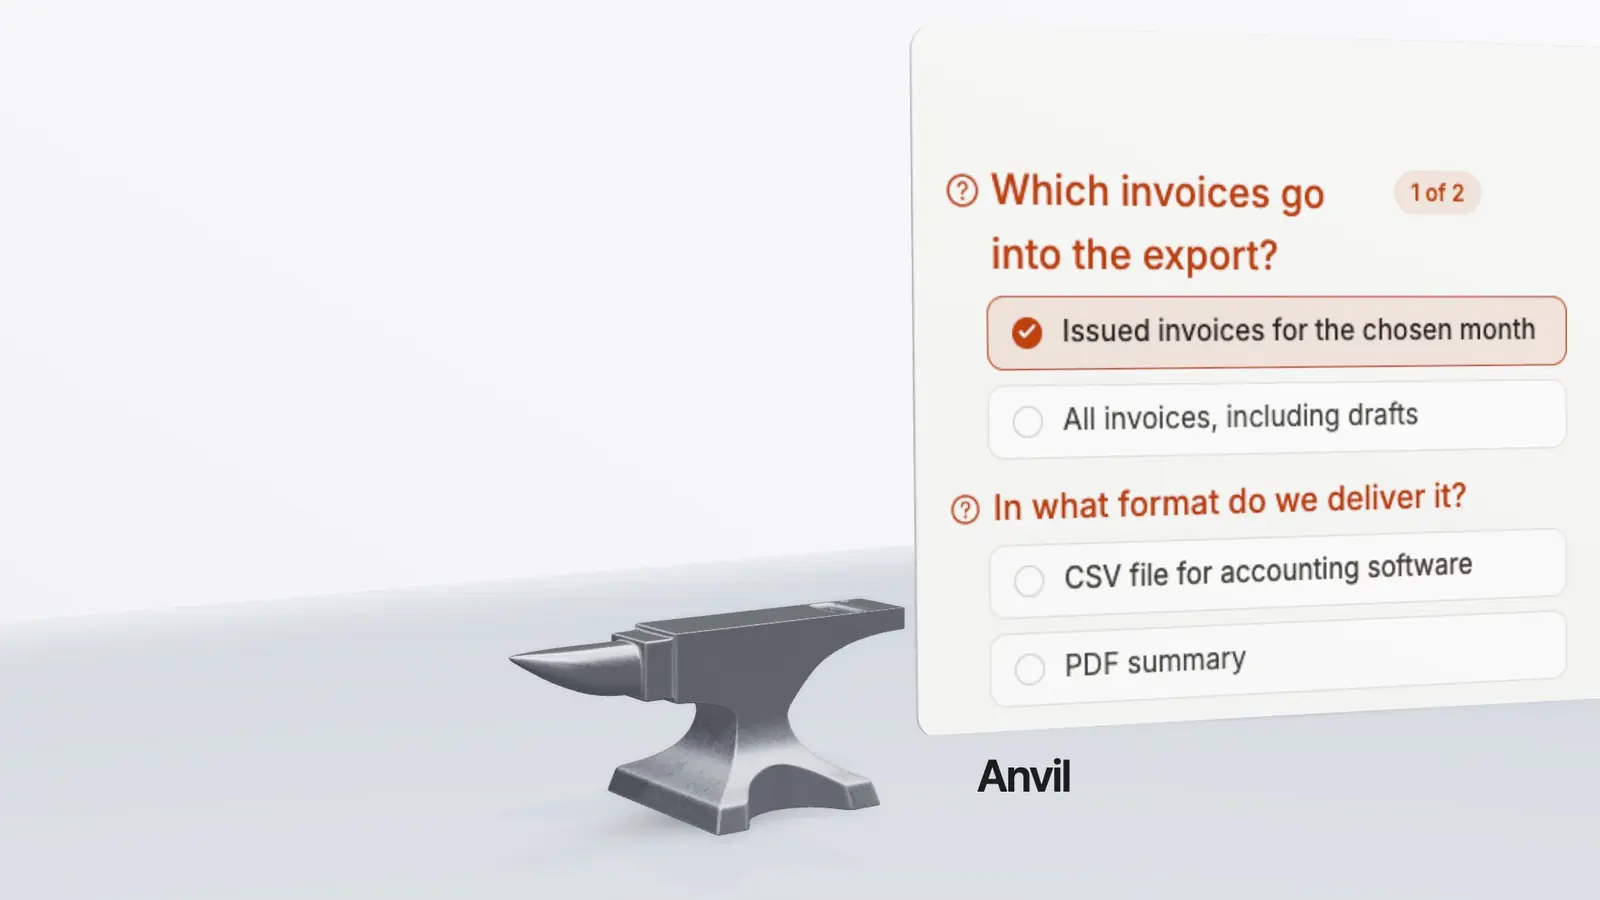 Which invoices go
1 of 2
into the export?
Issued invoices for the chosen month
All invoices, including drafts
In what format do we deliver it?
CSV file for accounting software
PDF summary
Anvil